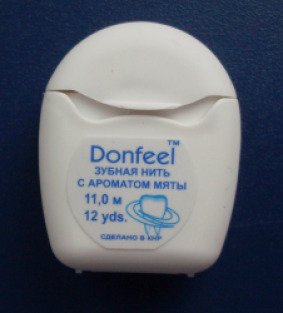 Donfeel™
ЗУБНАЯ НИТЬ
С АРОМАТОМ МЯТЫ
11,0 м
12 yds.
СДЕЛАНО В КНР